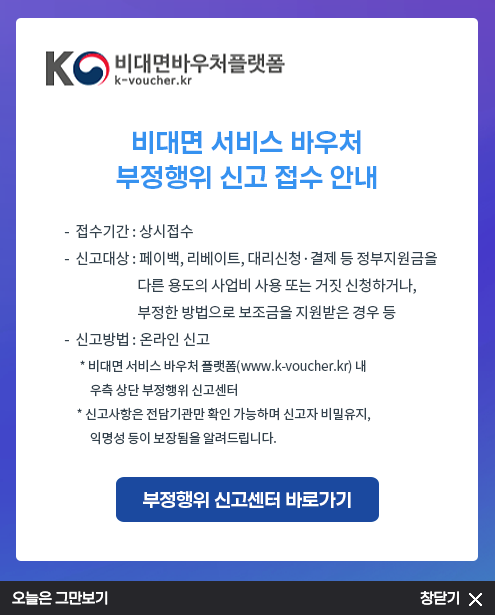 KO 비대면바우처플랫폼
k-voucher.kr
비대면 서비스 바우처
부정행위 신고 접수 안내
- 접수기간 : 상시접수
- 신고대상 : 페이백, 리베이트, 대리신청·결제 등 정부지원금을
다른 용도의 사업비 사용 또는 거짓 신청하거나,
부정한 방법으로 보조금을 지원받은 경우 등
- 신고방법 : 온라인 신고
* 비대면 서비스 바우처 플랫폼(www.k-voucher.kr) 내
우측 상단 부정행위 신고센터
* 신고사항은 전담기관만 확인 가능하며 신고자 비밀유지,
익명성 등이 보장됨을 알려드립니다.
부정행위 신고센터 바로가기
오늘은 그만보기
창닫기 ×